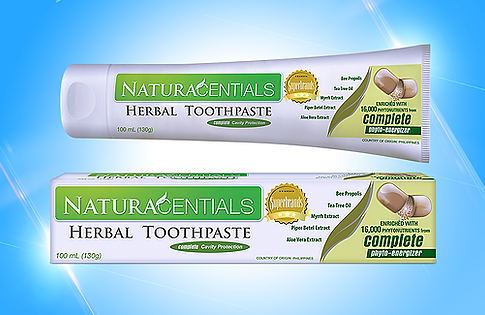 NATURACENTIALS
HERBAL TOOTHPASTE
100 mL (130g)
complete Cavity Protection
Superbrands
Bee Propolis
Tea Tree Oil
Myrrh Extract
Piper Betel Extract
Aloe Vera Extract
ENRICHED WITH
16,000 PHYTONUTRIENTS from
complete
phyto-energizer
COUNTRY OF ORIGIN: PHILIPPINES
NATURACENTIALS
HERBAL TOOTHPASTE
100 mL (130g)
complete Cavity Protection
Superbrands
Bee Propolis
Tea Tree Oil
Myrrh Extract
Piper Betel Extract
Aloe Vera Extract
ENRICHED WITH
16,000 PHYTONUTRIENTS from
complete
phyto-energizer
COUNTRY OF ORIGIN: PHILIPPINES